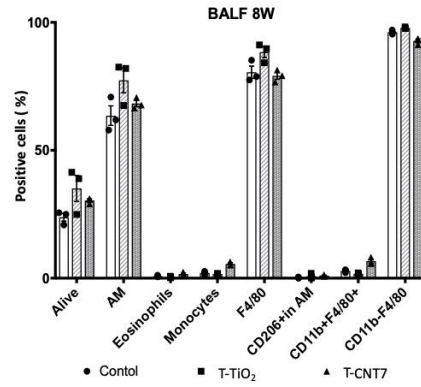 BALF 8W
Positive cells ( %)
100
50
0
Alive
AM
Eosinophils
Monocytes
F4/80
CD206+in AM
CD11b+F4/80+
CD11b-F4/80
Contol
T-TiO₂
T-CNT7